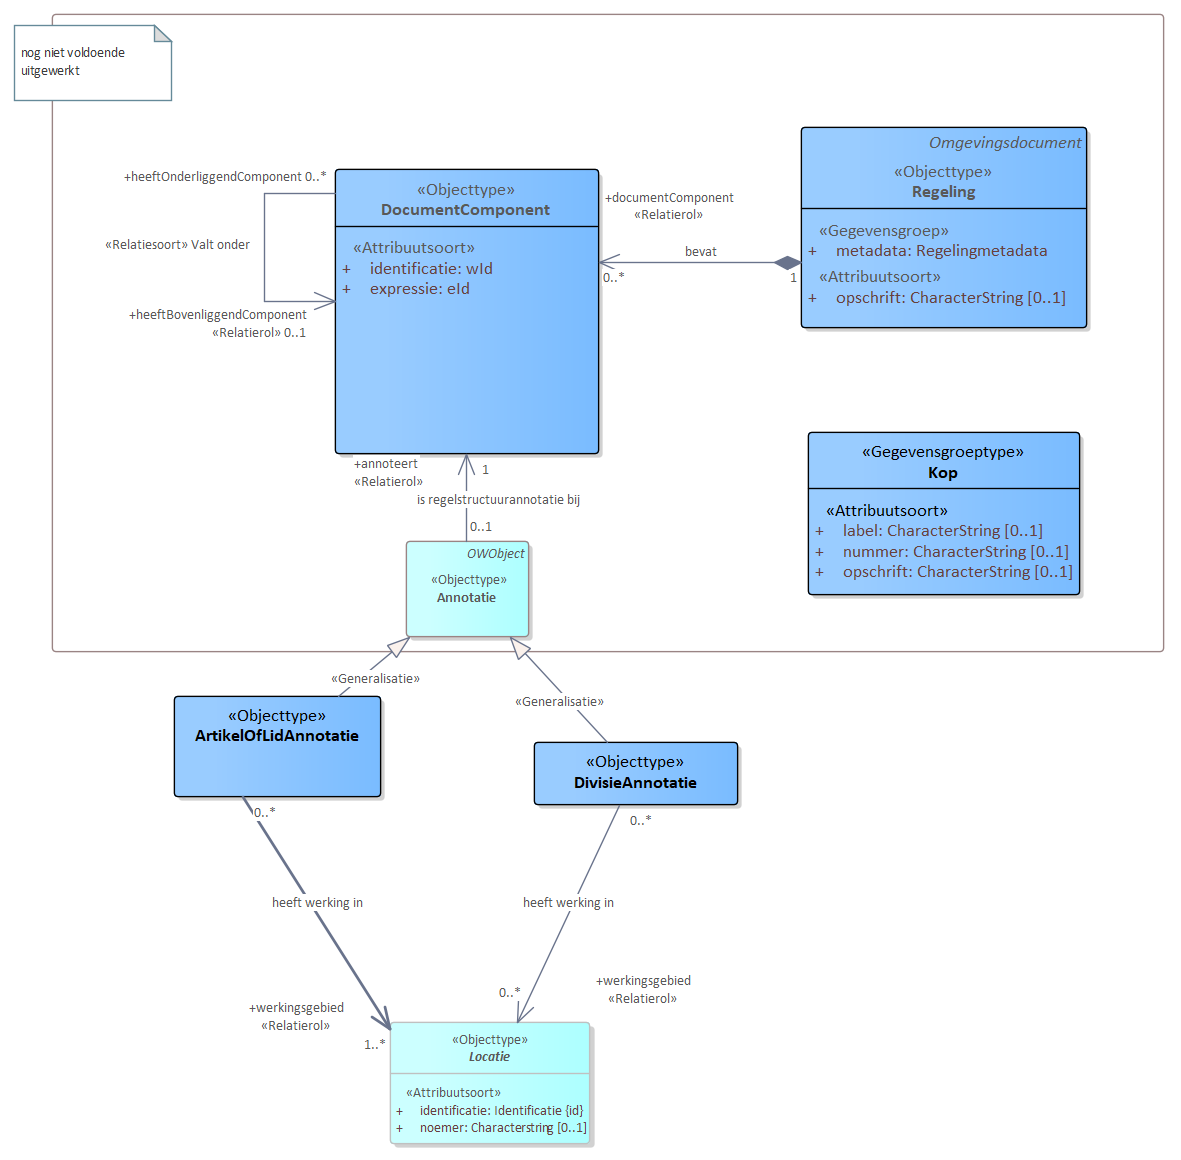 nog niet voldoende
uitgewerkt
Omgevingsdocument
«Objecttype»
Regeling
«Gegevensgroep»
+ metadata: Regelingmetadata
«Attribuutsoort»
+ opschrift: CharacterString [0..1]
+heeftOnderliggendComponent 0..*
«Relatiesoort» Valt onder
+heeftBovenliggendComponent
«Relatierol» 0..1
«Objecttype»
DocumentComponent
«Attribuutsoort»
+ identificatie: wId
+ expressie: eId
+documentComponent
«Relatierol»
bevat
0..*
1
«Gegevensgroeptype»
Kop
«Attribuutsoort»
+ label: CharacterString [0..1]
+ nummer: CharacterString [0..1]
+ opschrift: CharacterString [0..1]
+annoteert
«Relatierol»
1
is regelstructuurannotatie bij
0..1
OWObject
«Objecttype»
Annotatie
«Generalisatie»
«Generalisatie»
«Objecttype»
ArtikelOfLidAnnotatie
«Objecttype»
DivisieAnnotatie
0..*
0..*
heeft werking in
heeft werking in
+werkingsgebied
«Relatierol»
0..*
+werkingsgebied
«Relatierol»
1..*
«Objecttype»
Locatie
«Attribuutsoort»
+ identificatie: Identificatie {id}
+ noemer: Characterstring [0..1]